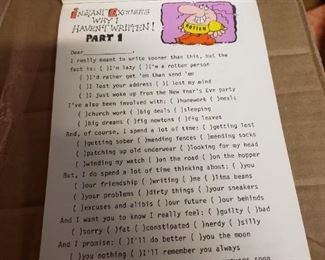 INSTANT EXCUSES
WHY I
HAVEN'T WRITTEN!
PART 1
ROTTEN
Dear
I really meant to write sooner than this, but the
fact is: ( )I'm lazy ( )I'm a rotten person
( )I'd rather get 'em than send 'em
( )I lost your address ( )I lost my mind
( )I just woke up from the New Year's Eve party
I've also been involved with: ( )homework ( )meals
( )church work ( )big deals ( )sleeping
( )big dreams ( )fig newtons ( )fig leaves
And, of course, I spend a lot of time: ( )getting lost
( )getting sober ( )mending fences ( )mending socks
( )patching up old underwear ( )looking for my head
( )winding my watch ( )on the road ( )on the hopper
But, I do spend a lot of time thinking about: ( )you
( )our friendship ( )writing ( )me ( )lima beans
( )your problems ( )dirty things ( )your sneakers
( )excuses and alibis ( )our future ( )our behinds
And I want you to know I really feel: ( )guilty ( )bad
( )sorry ( )fat ( )constipated ( )nerdy ( )silly
And I promise: ( )I'll do better ( )you the moon
( )you nothing ( )I'll remember you always
soon